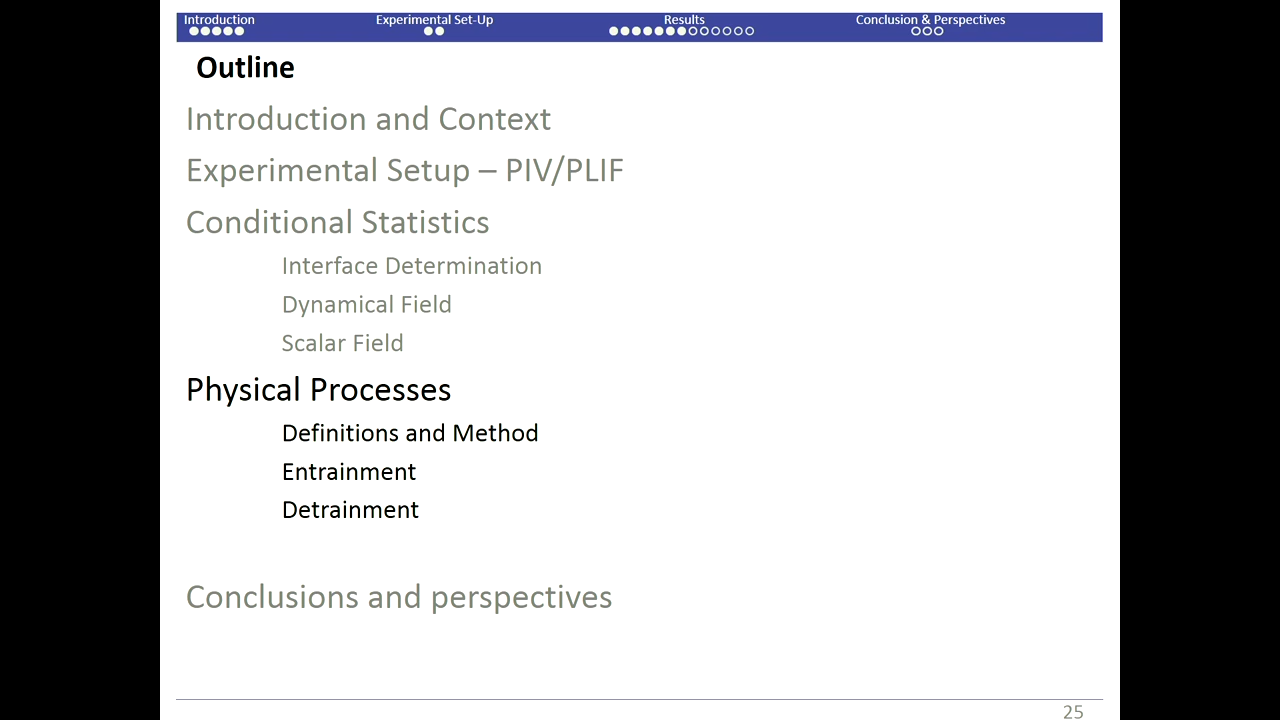 Introduction Experimental Set-Up Results Conclusion & Perspectives
Outline
Introduction and Context
Experimental Setup – PIV/PLIF
Conditional Statistics
Interface Determination
Dynamical Field
Scalar Field
Physical Processes
Definitions and Method
Entrainment
Detrainment
Conclusions and perspectives
25